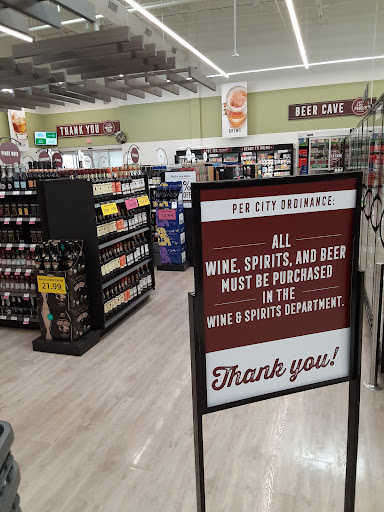 THANK YOU
BREWS
BEER CAVE
21.99
PER CITY ORDINANCE:
ALL
WINE, SPIRITS, AND BEER
MUST BE PURCHASED
IN THE
WINE & SPIRITS DEPARTMENT.
Thank you!